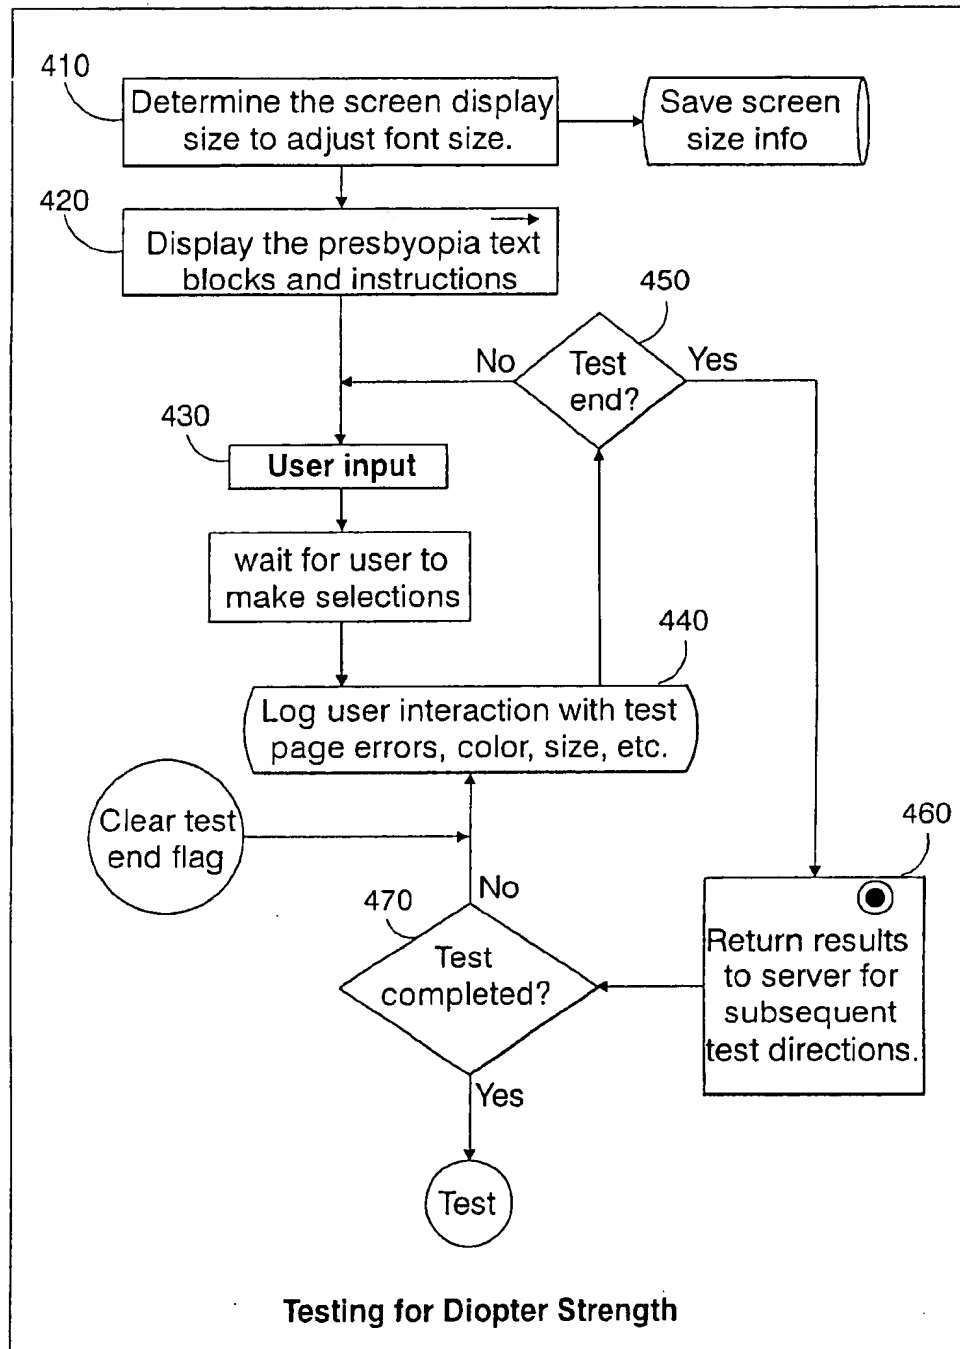 410
Determine the screen display
size to adjust font size.
Save screen
size info
420
Display the presbyopia text
blocks and instructions
450
Test
end?
No
Yes
430
User input
wait for user to
make selections
440
Log user interaction with test
page errors, color, size, etc.
Clear test
end flag
460
Return results
to server for
subsequent
test directions.
470
No
Test
completed?
Yes
Test
Testing for Diopter Strength